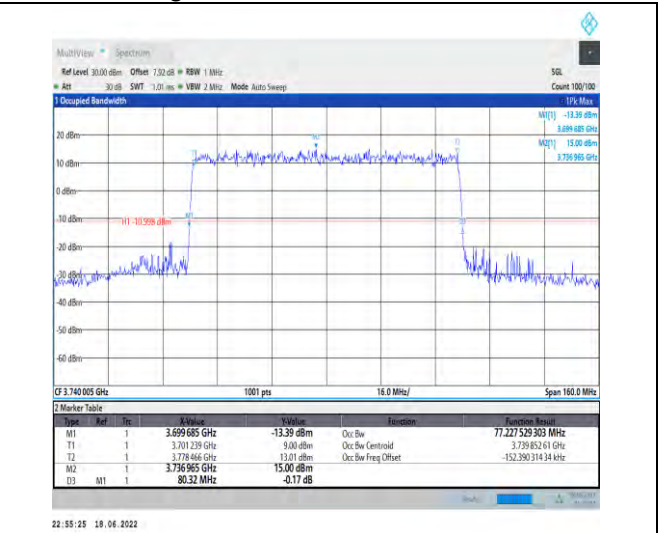 MultiView Spectrum
Ref Level 30.00 dBm Offset 7.92 dB RBW 1 MHz SGL
Att 30 dB SWT 1.01 ms VBW 2 MHz Mode Auto Sweep Count 100/100
1 Occupied Bandwidth 1Pk Max
M1[1] -13.39 dBm
3.699 685 GHz
20 dBm M2[1] 15.00 dBm
3.736 965 GHz
M2
T1
10 dBm
0 dBm
-10 dBm H1 -10.998 dBm M1 D3
-20 dBm
-30 dBm
-40 dBm
-50 dBm
-60 dBm
CF 3.740 005 GHz 1001 pts 16.0 MHz/ Span 160.0 MHz
2 Marker Table
Type Ref Trc X-Value Y-Value Function Function Result
M1 1 3.699 685 GHz -13.39 dBm Occ Bw 77.227 529 303 MHz
T1 1 3.701 239 GHz 9.00 dBm Occ Bw Centroid 3.739 852 61 GHz
T2 1 3.778 466 GHz 13.01 dBm Occ Bw Freq Offset -152.390 314 34 kHz
M2 1 3.736 965 GHz 15.00 dBm
D3 M1 1 80.32 MHz -0.17 dB
22:55:25 18.06.2022